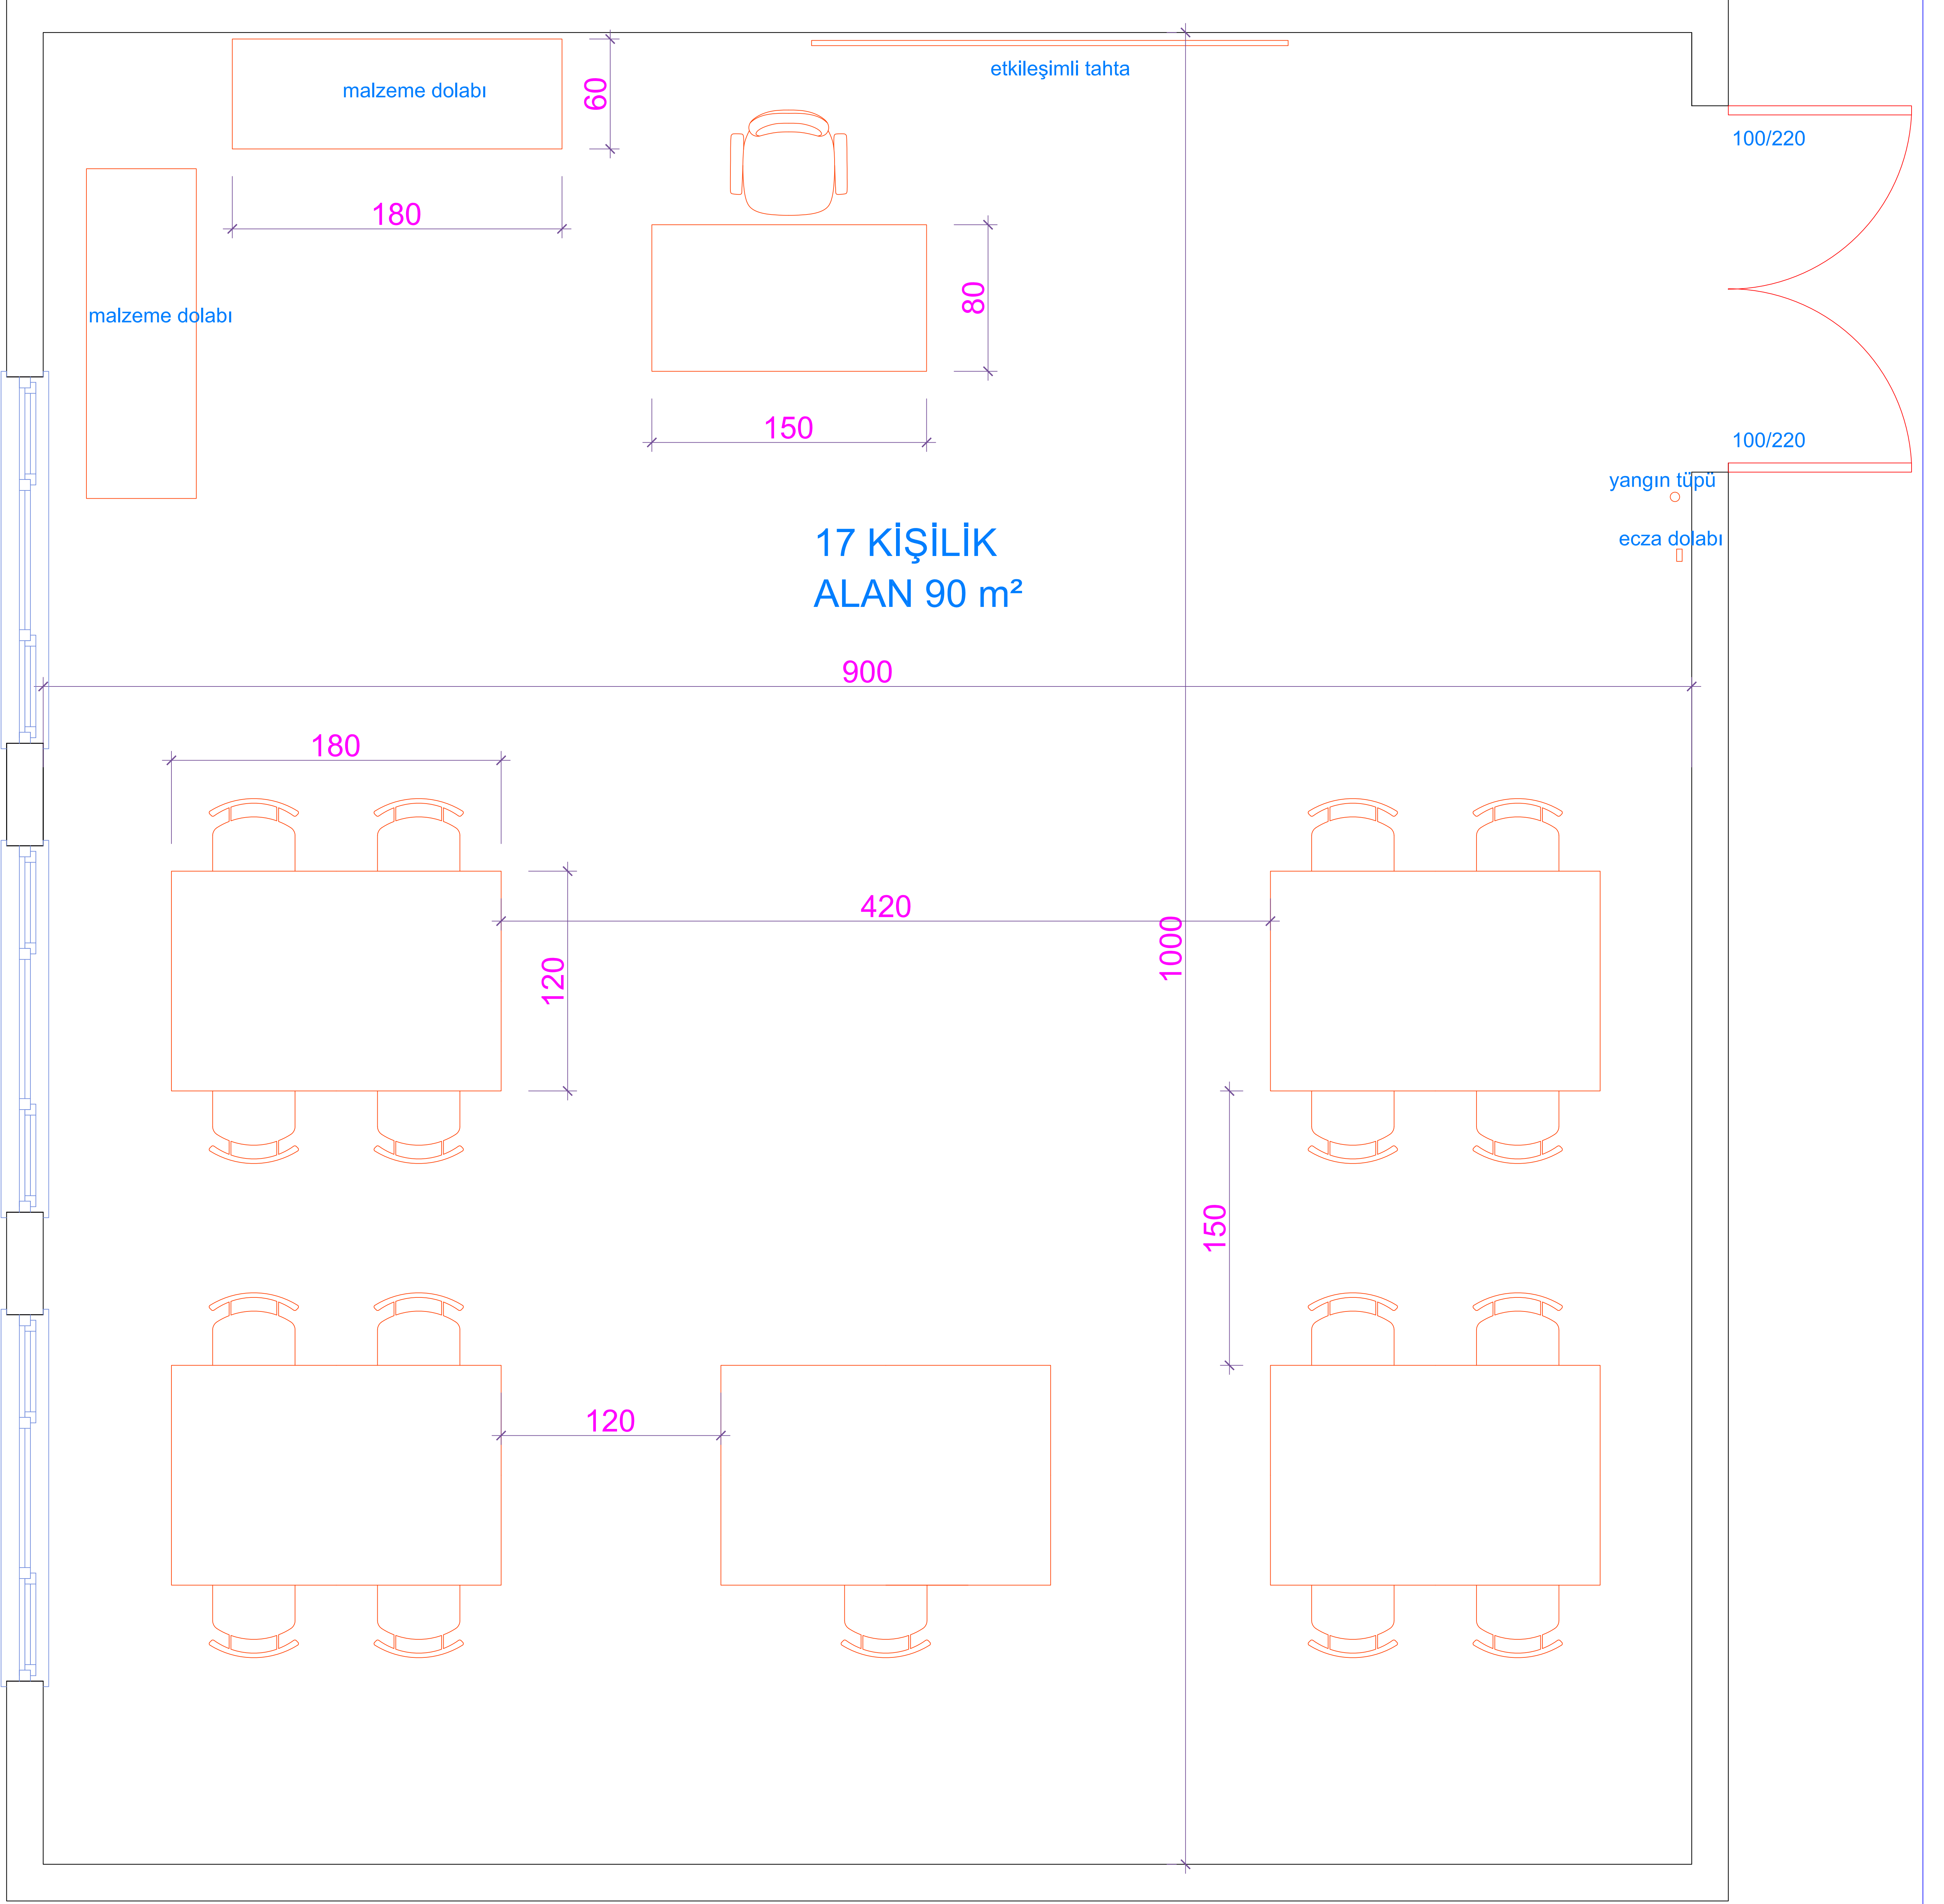 malzeme dolabı
60
etkileşimli tahta
100/220
180
malzeme dolabı
80
150
100/220
yangın tüpü
17 KİŞİLİK
ALAN 90 m²
ecza dolabı
900
180
420
120
1000
150
120